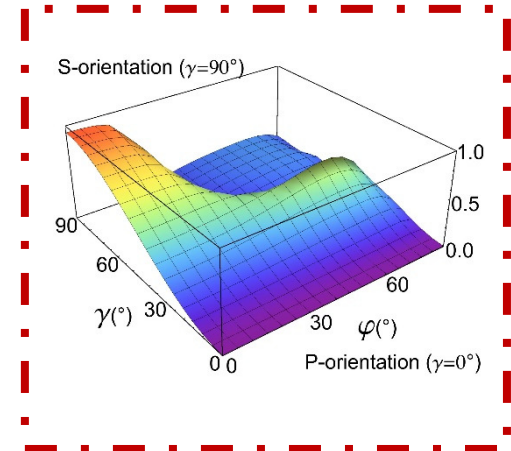 S-orientation (γ=90°)
1.0
0.5
0.0
90
60
30
0
γ(°)
0
30
60
φ(°)
P-orientation (γ=0°)